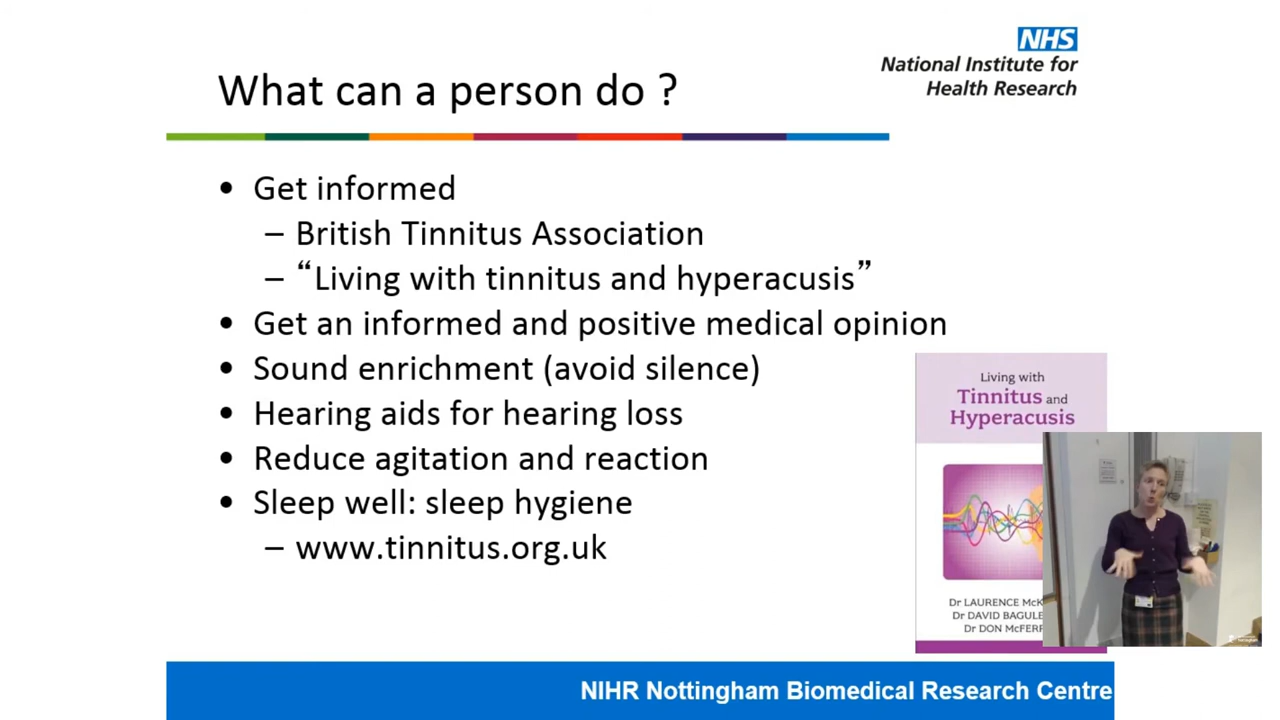 NHS
National Institute for
Health Research
What can a person do ?
• Get informed
– British Tinnitus Association
– “Living with tinnitus and hyperacusis”
• Get an informed and positive medical opinion
• Sound enrichment (avoid silence)
• Hearing aids for hearing loss
• Reduce agitation and reaction
• Sleep well: sleep hygiene
– www.tinnitus.org.uk
Living with
Tinnitus and
Hyperacusis
Dr LAURENCE
Dr DAVID
Dr DON
NIHR Nottingham Biomedical Research Centre